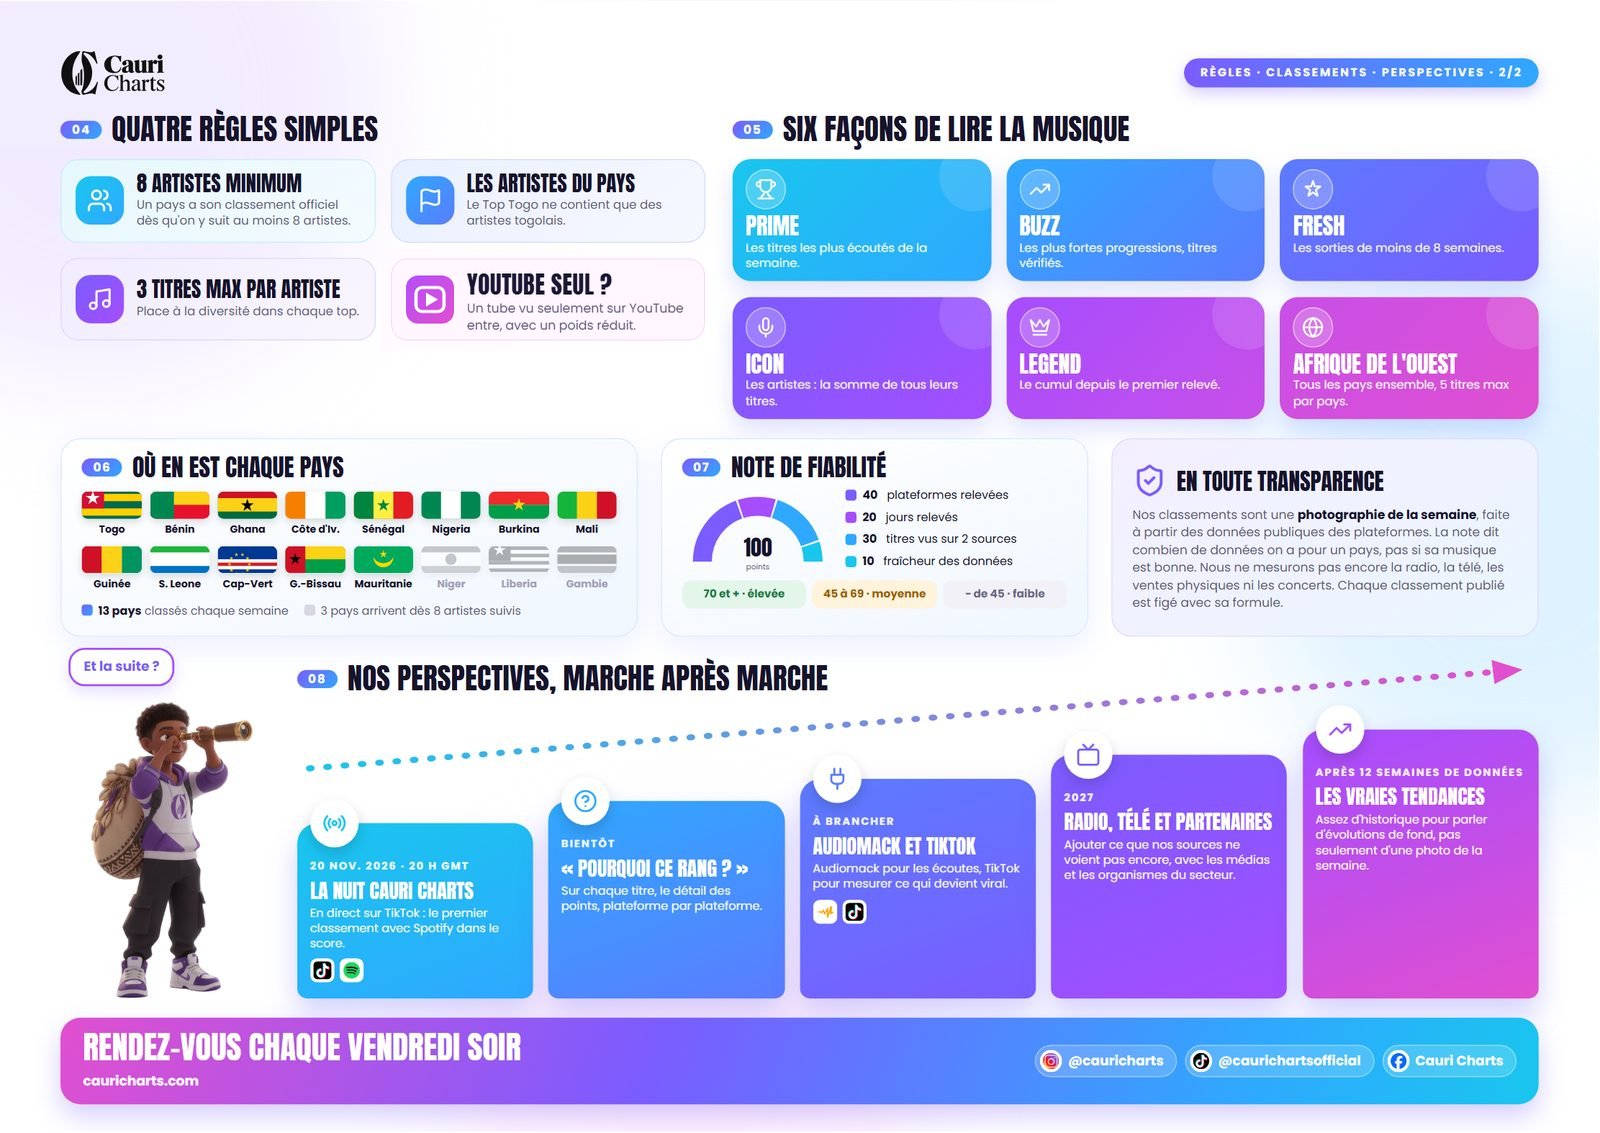 Cauri
Charts
RÈGLES · CLASSEMENTS · PERSPECTIVES · 2/2
04 QUATRE RÈGLES SIMPLES
8 ARTISTES MINIMUM
Un pays a son classement officiel
dès qu'on y suit au moins 8 artistes.
LES ARTISTES DU PAYS
Le Top Togo ne contient que des
artistes togolais.
3 TITRES MAX PAR ARTISTE
Place à la diversité dans chaque top.
YOUTUBE SEUL ?
Un tube vu seulement sur YouTube
entre, avec un poids réduit.
05 SIX FAÇONS DE LIRE LA MUSIQUE
PRIME
Les titres les plus écoutés de la
semaine.
BUZZ
Les plus fortes progressions, titres
vérifiés.
FRESH
Les sorties de moins de 8 semaines.
ICON
Les artistes : la somme de tous leurs
titres.
LEGEND
Le cumul depuis le premier relevé.
AFRIQUE DE L'OUEST
Tous les pays ensemble, 5 titres max
par pays.
06 OÙ EN EST CHAQUE PAYS
Togo Bénin Ghana Côte d'Iv. Sénégal Nigeria Burkina Mali
Guinée S. Leone Cap-Vert G.-Bissau Mauritanie Niger Liberia Gambie
13 pays classés chaque semaine 3 pays arrivent dès 8 artistes suivis
07 NOTE DE FIABILITÉ
100
points
40 plateformes relevées
20 jours relevés
30 titres vus sur 2 sources
10 fraîcheur des données
70 et + · élevée 45 à 69 · moyenne - de 45 · faible
EN TOUTE TRANSPARENCE
Nos classements sont une photographie de la semaine, faite
à partir des données publiques des plateformes. La note dit
combien de données on a pour un pays, pas si sa musique
est bonne. Nous ne mesurons pas encore la radio, la télé, les
ventes physiques ni les concerts. Chaque classement publié
est figé avec sa formule.
Et la suite ?
08 NOS PERSPECTIVES, MARCHE APRÈS MARCHE
20 NOV. 2026 · 20 H GMT
LA NUIT CAURI CHARTS
En direct sur TikTok : le premier
classement avec Spotify dans le
score.
BIENTÔT
« POURQUOI CE RANG ? »
Sur chaque titre, le détail des
points, plateforme par plateforme.
À BRANCHER
AUDIOMACK ET TIKTOK
Audiomack pour les écoutes, TikTok
pour mesurer ce qui devient viral.
2027
RADIO, TÉLÉ ET PARTENAIRES
Ajouter ce que nos sources ne
voient pas encore, avec les médias
et les organismes du secteur.
APRÈS 12 SEMAINES DE DONNÉES
LES VRAIES TENDANCES
Assez d'historique pour parler
d'évolutions de fond, pas
seulement d'une photo de la
semaine.
RENDEZ-VOUS CHAQUE VENDREDI SOIR
cauricharts.com
@cauricharts @caurichartsofficial Cauri Charts